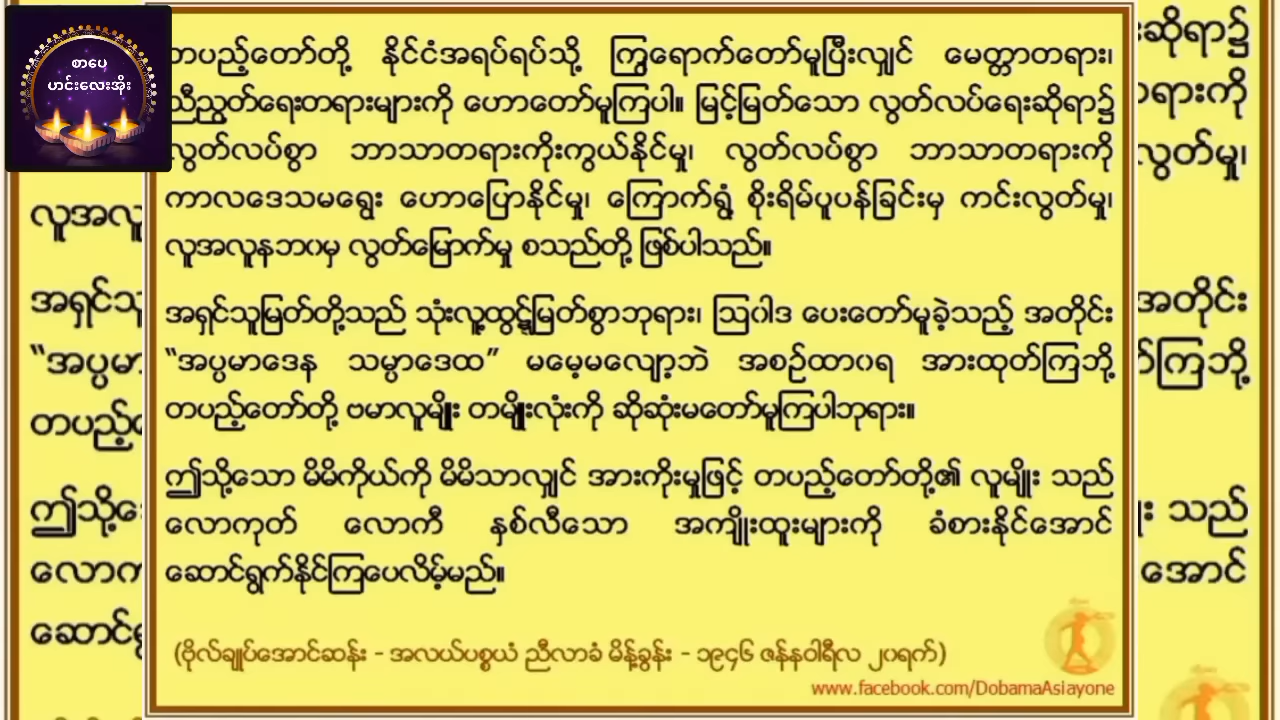 စာပေ
ဟင်းလေးအိုး
တပည့်တော်တို့ နိုင်ငံအရပ်ရပ်သို့ ကြွရောက်တော်မူပြီးလျှင် မေတ္တာတရား၊
ညီညွတ်ရေးတရားများကို ဟောတော်မူကြပါ။ မြင့်မြတ်သော လွတ်လပ်ရေးဆိုရာ၌
လွတ်လပ်စွာ ဘာသာတရားကိုးကွယ်နိုင်မှု၊ လွတ်လပ်စွာ ဘာသာတရားကို
ကာလဒေသမရွေး ဟောပြောနိုင်မှု၊ ကြောက်ရွံ့ စိုးရိမ်ပူပန်ခြင်းမှ ကင်းလွတ်မှု၊
လူအလူနဘဝမှ လွတ်မြောက်မှု စသည်တို့ ဖြစ်ပါသည်။
အရှင်သူမြတ်တို့သည် သုံးလူ့ထွဋ်မြတ်စွာဘုရား၊ ဩဝါဒ ပေးတော်မူခဲ့သည့် အတိုင်း
“အပ္ပမာဒေန သမ္ပာဒေထ” မမေ့မလျော့ဘဲ အစဉ်ထာဝရ အားထုတ်ကြဘို့
တပည့်တော်တို့ ဗမာလူမျိုး တမျိုးလုံးကို ဆိုဆုံးမတော်မူကြပါဘုရား။
ဤသို့သော မိမိကိုယ်ကို မိမိသာလျှင် အားကိုးမှုဖြင့် တပည့်တော်တို့၏ လူမျိုး သည်
လောကုတ် လောကီ နှစ်လီသော အကျိုးထူးများကို ခံစားနိုင်အောင်
ဆောင်ရွက်နိုင်ကြပေလိမ့်မည်။
(ဗိုလ်ချုပ်အောင်ဆန်း - အလယ်ပစ္စယံ ညီလာခံ မိန့်ခွန်း - ၁၉၄၆ ဇန်နဝါရီလ ၂၀ရက်)
www.facebook.com/DobamaAsiayone